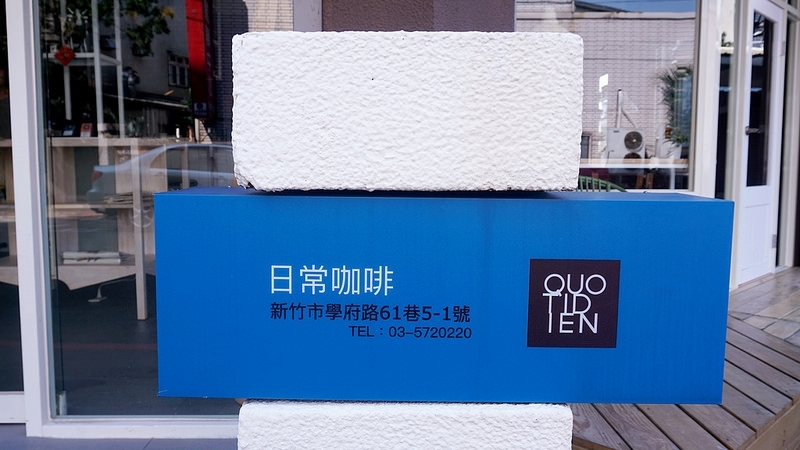 日常咖啡
新竹市學府路61巷5-1號
TEL：03-5720220
QUO
TID
IEN